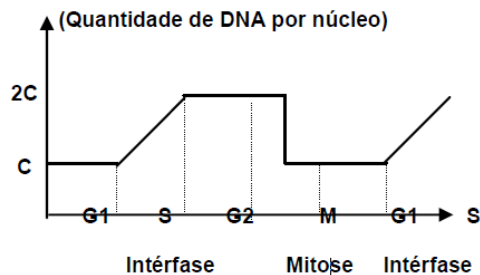 (Quantidade de DNA por núcleo)
2C
C
G1 S G2 M G1 S
Intérfase Mitose Intérfase